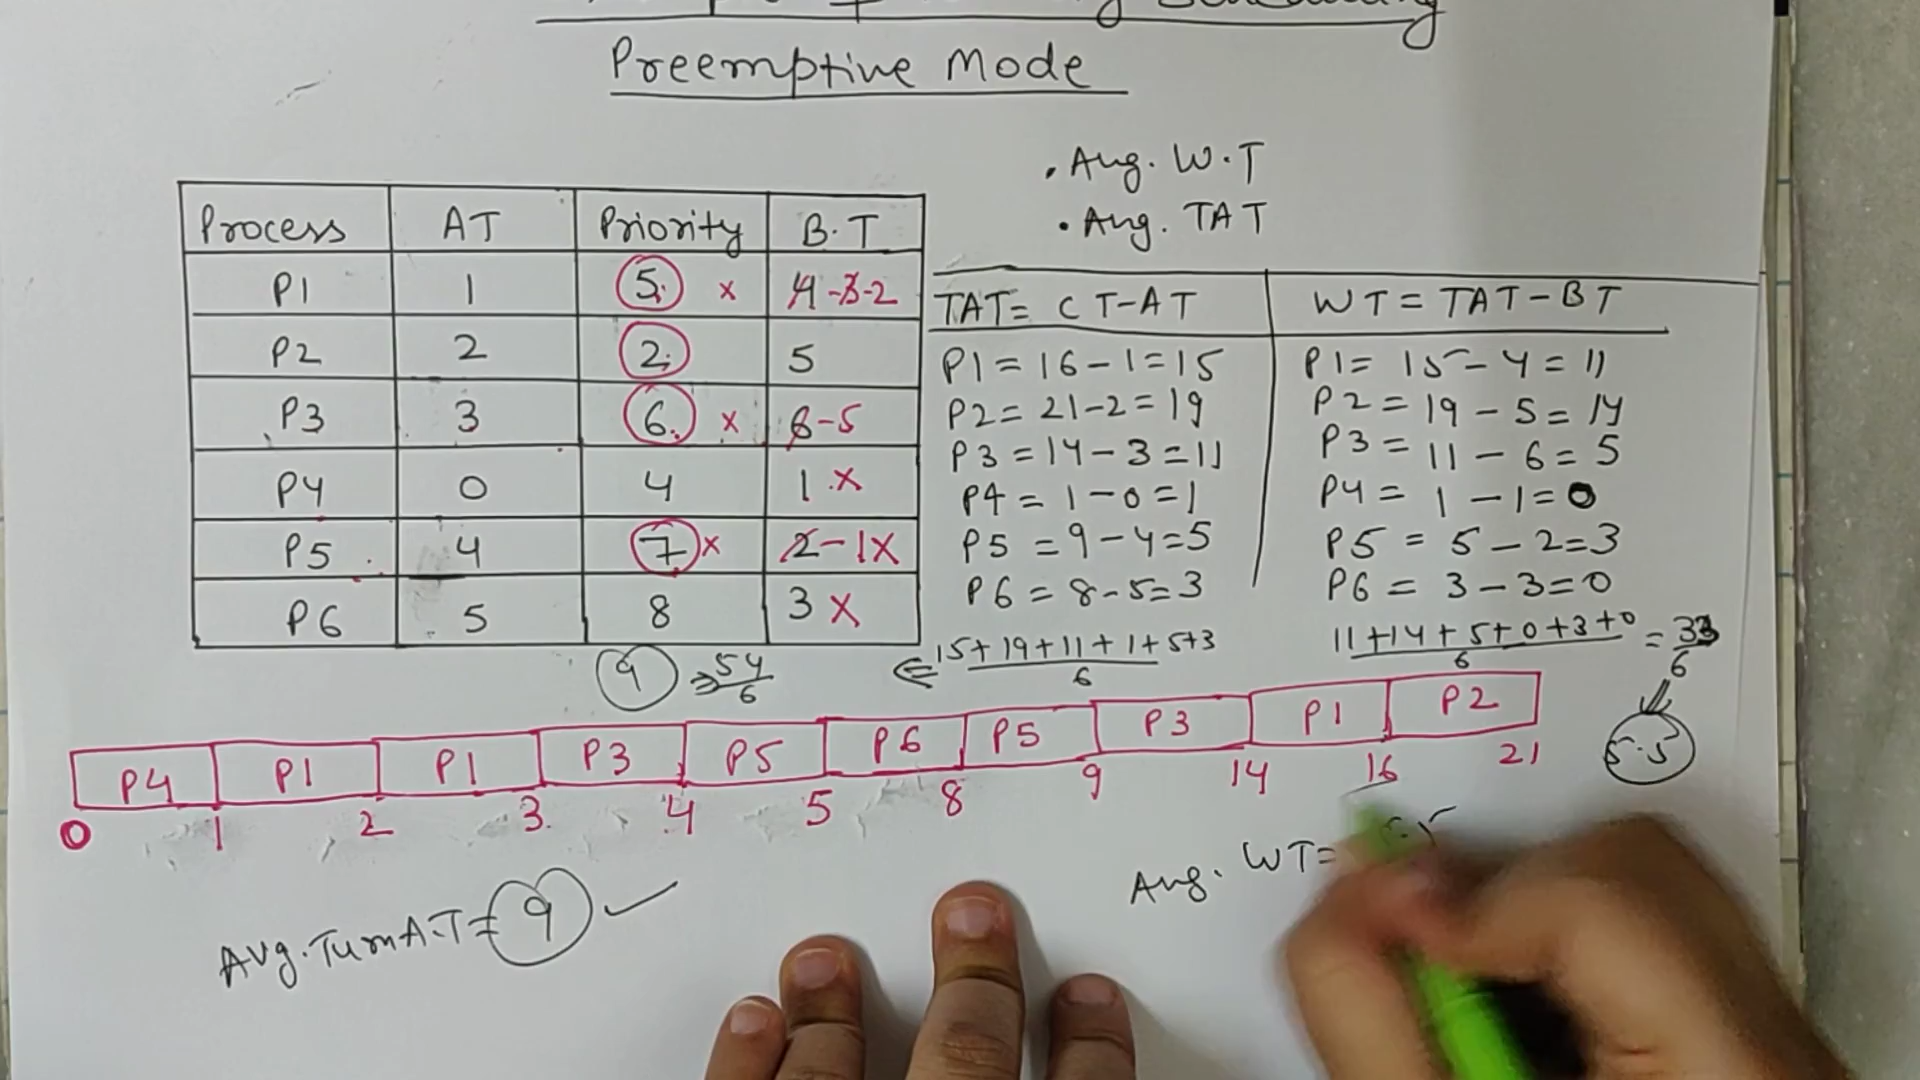 Scheduling
Preemptive Mode
• Avg. W.T
• Avg. TAT
Process AT Priority B.T
P1 1 5 x 4-3-2
P2 2 2 5
P3 3 6 x 6-5
P4 0 4 1 x
P5 4 7 x 2-1x
P6 5 8 3 x
TAT= CT-AT
P1 = 16-1=15
P2= 21-2= 19
P3 =14-3=11
P4 = 1-0=1
P5 =9-4=5
P6 = 8-5=3
15+19+11+1+5+3
6
⇒ 54
6
9
WT = TAT-BT
P1= 15-4=11
P2= 19-5=14
P3= 11-6=5
P4= 1-1=0
P5 = 5-2=3
P6 = 3-3=0
11+14+5+0+3+0 = 33
6 6
5.5
P4 P1 P1 P3 P5 P6 P5 P3 P1 P2
0 1 2 3 4 5 8 9 14 16 21
Avg. Turn A.T= 9 ✓
Avg. WT=